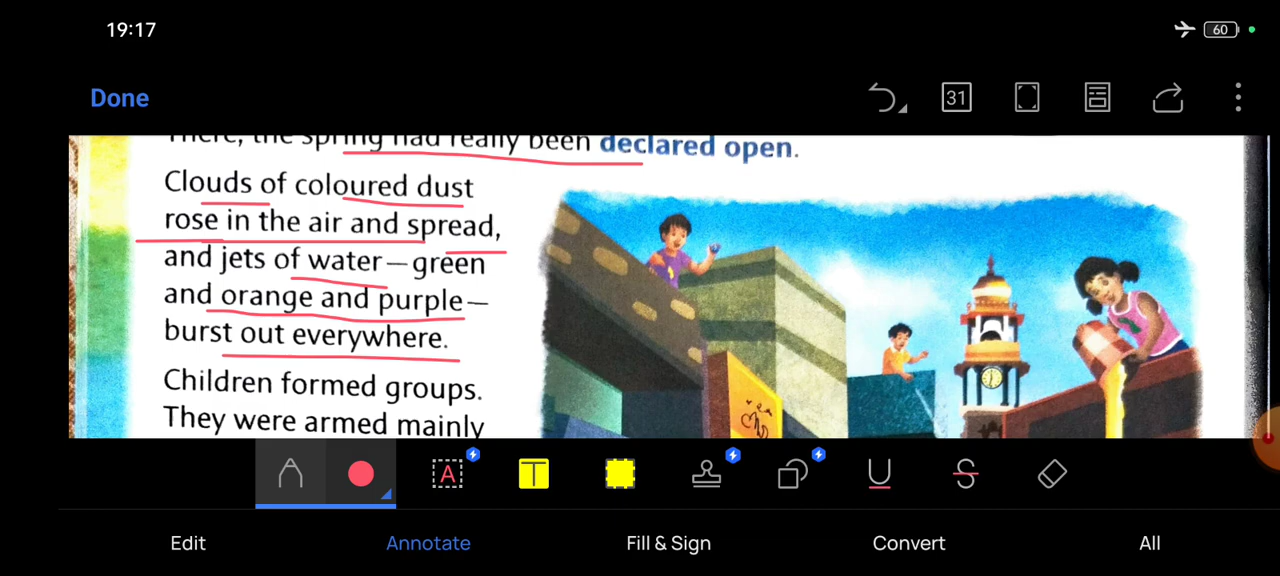 19:17
60
Done
31
There, the spring had really been declared open.
Clouds of coloured dust
rose in the air and spread,
and jets of water—green
and orange and purple—
burst out everywhere.
Children formed groups.
They were armed mainly
A
T
U
S
Edit
Annotate
Fill & Sign
Convert
All